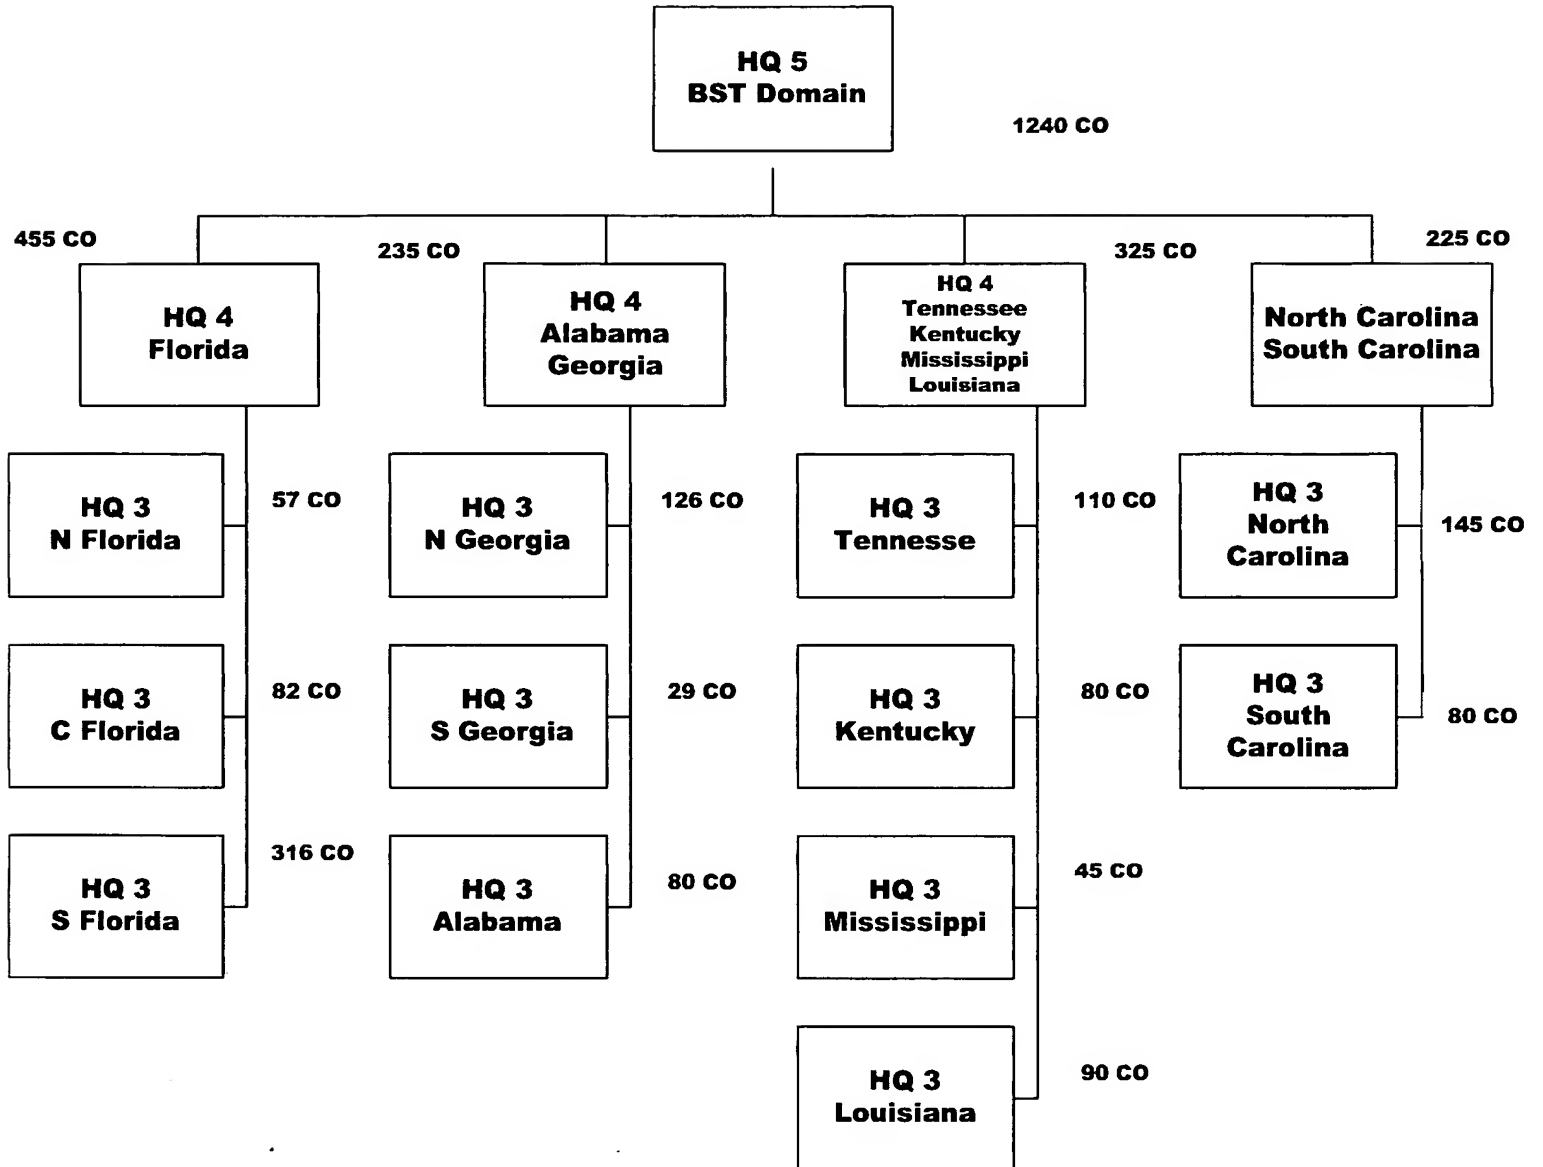 HQ 5
BST Domain
1240 CO
455 CO
235 CO
325 CO
225 CO
HQ 4
Florida
HQ 4
Alabama
Georgia
HQ 4
Tennessee
Kentucky
Mississippi
Louisiana
North Carolina
South Carolina
HQ 3
N Florida
57 CO
HQ 3
N Georgia
126 CO
HQ 3
Tennesse
110 CO
HQ 3
North
Carolina
145 CO
HQ 3
C Florida
82 CO
HQ 3
S Georgia
29 CO
HQ 3
Kentucky
80 CO
HQ 3
South
Carolina
80 CO
HQ 3
S Florida
316 CO
HQ 3
Alabama
80 CO
HQ 3
Mississippi
45 CO
HQ 3
Louisiana
90 CO